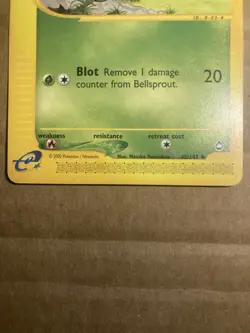 Blot Remove 1 damage
counter from Bellsprout.
20
weakness resistance retreat cost
© 2002 Pokémon / Nintendo